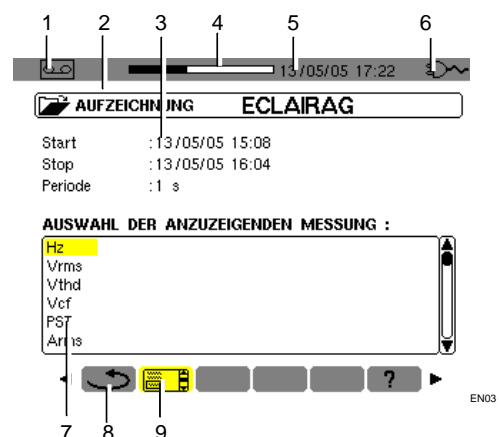 1 2 3 4 5 6
13/05/05 17:22
AUFZEICHNUNG ECLAIRAG
Start :13/05/05 15:08
Stop :13/05/05 16:04
Periode :1 s
AUSWAHL DER ANZUZEIGENDEN MESSUNG :
Hz
Vrms
Vthd
Vcf
PST
Arms
?
EN03
7 8 9